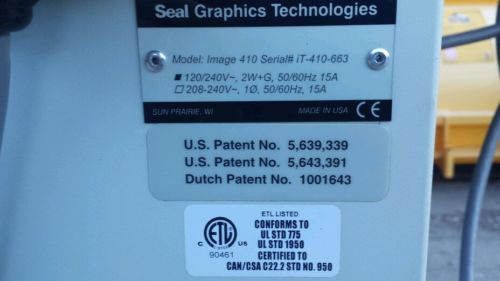 Seal Graphics Technologies
Model: Image 410 Serial# iT-410-663
120/240V~, 2W+G, 50/60Hz 15A
208-240V~, 1Ø, 50/60Hz 15A
SUN PRAIRIE, WI MADE IN USA CE
U.S. Patent No. 5,639,339
U.S. Patent No. 5,643,391
Dutch Patent No. 1001643
ETL LISTED
CONFORMS TO
UL STD 775
UL STD 1950
CERTIFIED TO
CAN/CSA C22.2 STD NO. 950
C ETL US
90461